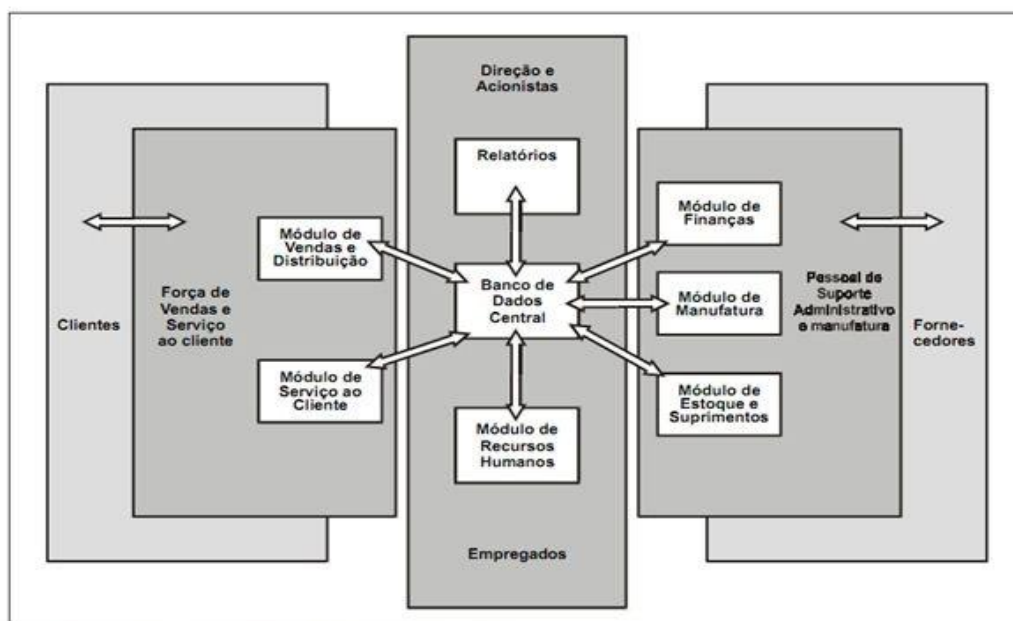 Direção e
Acionistas
Relatórios
Módulo de
Finanças
Módulo de
Vendas e
Distribuição
Banco de
Dados
Central
Módulo de
Manufatura
Pessoal de
Suporte
Administrativo
e manufatura
Clientes
Força de
Vendas e
Serviço
ao cliente
Forne-
cedores
Módulo de
Serviço ao
Cliente
Módulo de
Estoque e
Suprimentos
Módulo de
Recursos
Humanos
Empregados